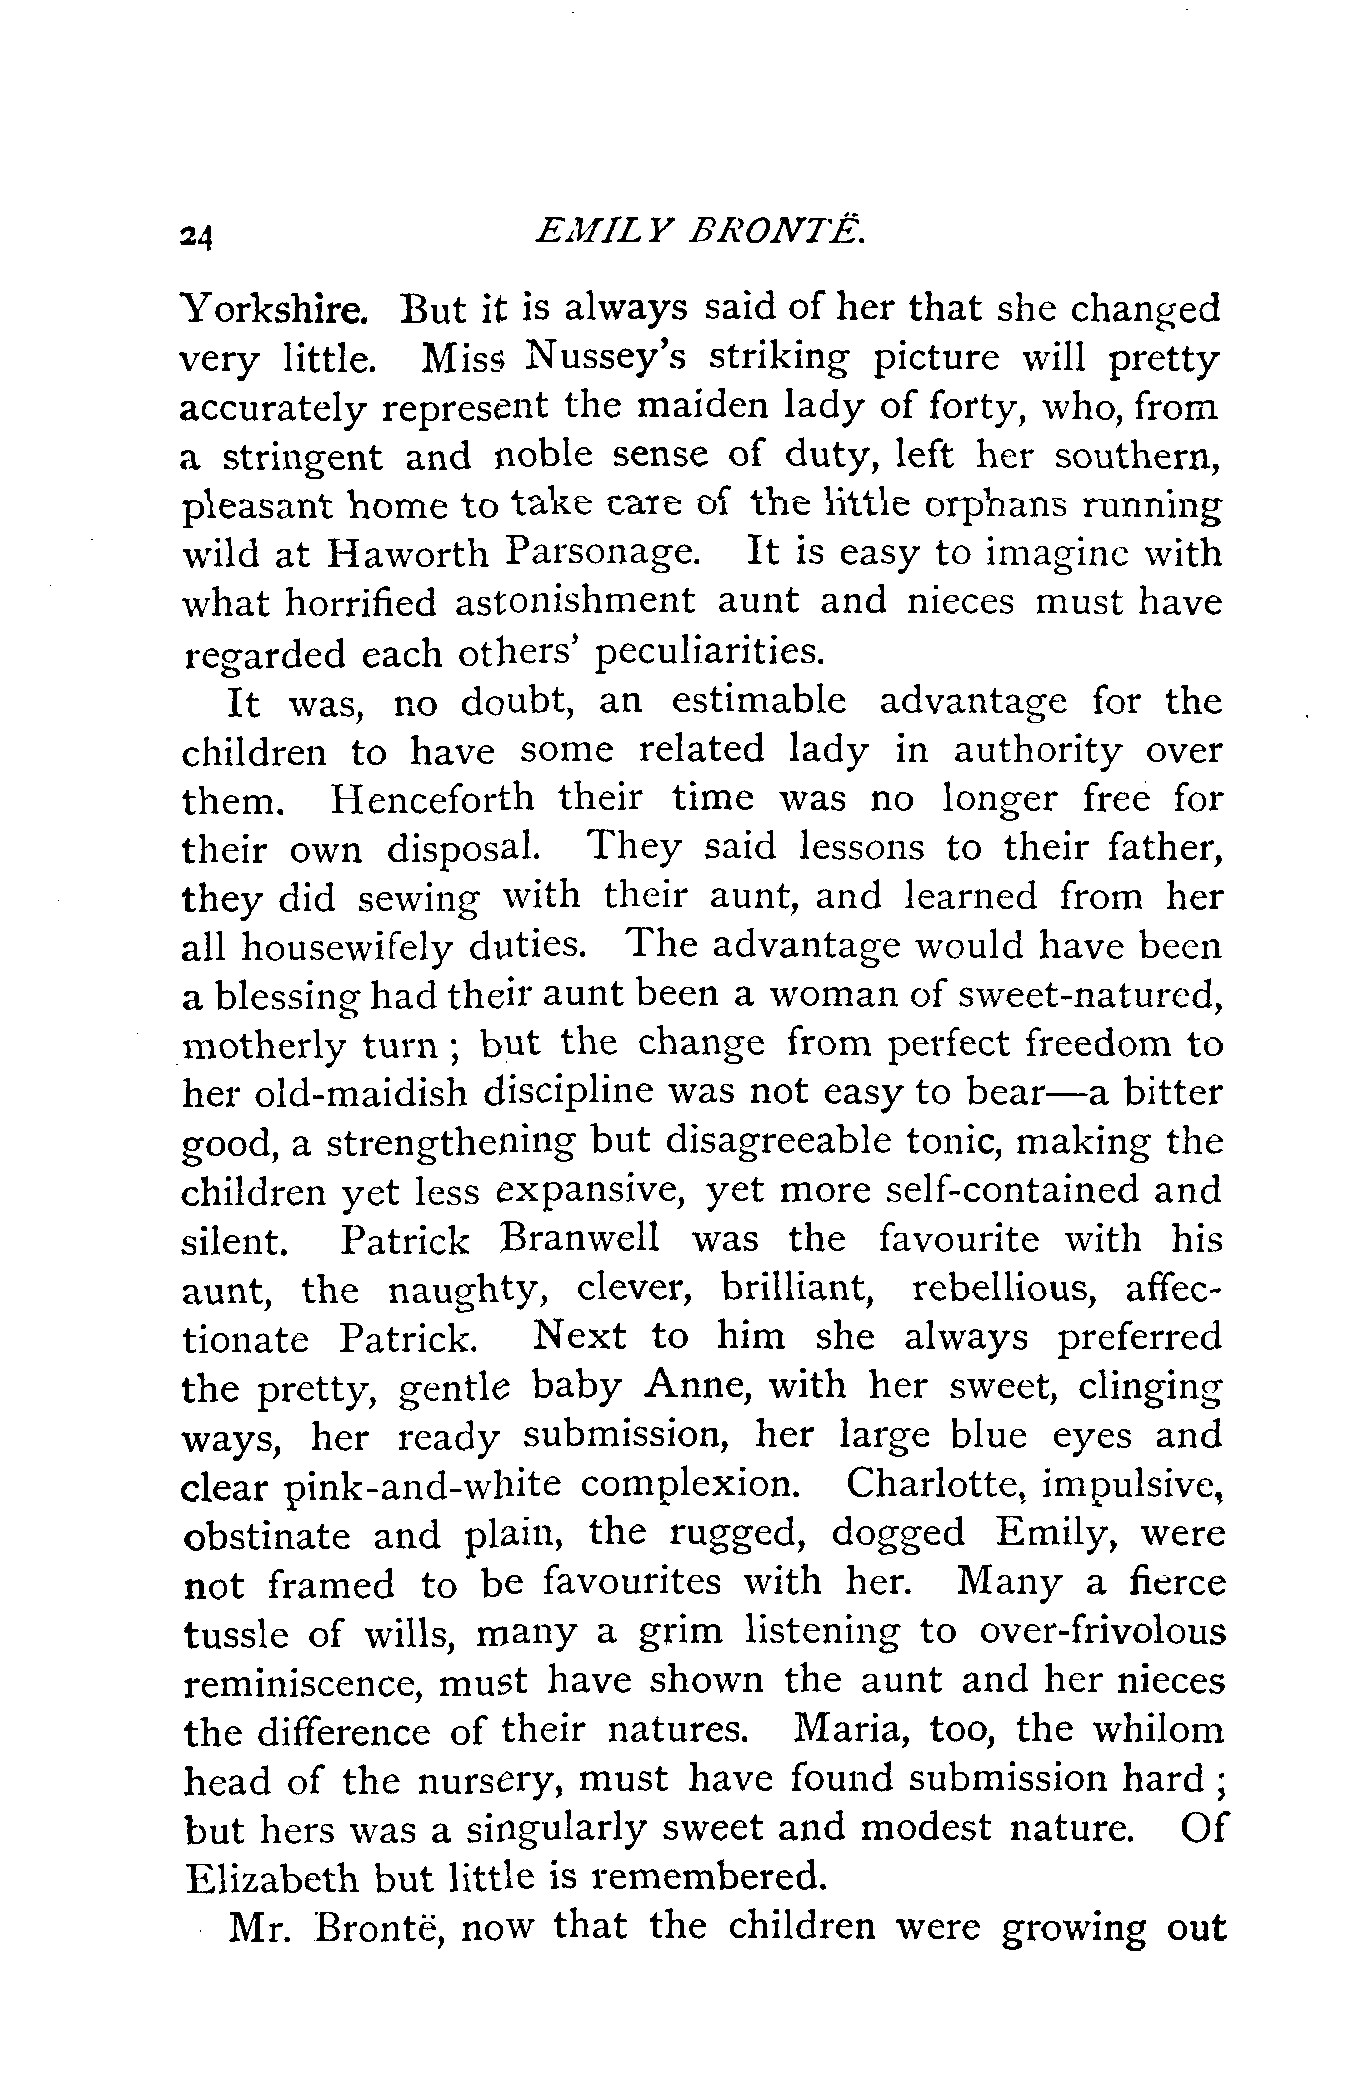 24 EMILY BRONTË.
Yorkshire. But it is always said of her that she changed
very little. Miss Nussey's striking picture will pretty
accurately represent the maiden lady of forty, who, from
a stringent and noble sense of duty, left her southern,
pleasant home to take care of the little orphans running
wild at Haworth Parsonage. It is easy to imagine with
what horrified astonishment aunt and nieces must have
regarded each others' peculiarities.
It was, no doubt, an estimable advantage for the
children to have some related lady in authority over
them. Henceforth their time was no longer free for
their own disposal. They said lessons to their father,
they did sewing with their aunt, and learned from her
all housewifely duties. The advantage would have been
a blessing had their aunt been a woman of sweet-natured,
motherly turn ; but the change from perfect freedom to
her old-maidish discipline was not easy to bear—a bitter
good, a strengthening but disagreeable tonic, making the
children yet less expansive, yet more self-contained and
silent. Patrick Branwell was the favourite with his
aunt, the naughty, clever, brilliant, rebellious, affec-
tionate Patrick. Next to him she always preferred
the pretty, gentle baby Anne, with her sweet, clinging
ways, her ready submission, her large blue eyes and
clear pink-and-white complexion. Charlotte, impulsive,
obstinate and plain, the rugged, dogged Emily, were
not framed to be favourites with her. Many a fierce
tussle of wills, many a grim listening to over-frivolous
reminiscence, must have shown the aunt and her nieces
the difference of their natures. Maria, too, the whilom
head of the nursery, must have found submission hard ;
but hers was a singularly sweet and modest nature. Of
Elizabeth but little is remembered.
Mr. Brontë, now that the children were growing out